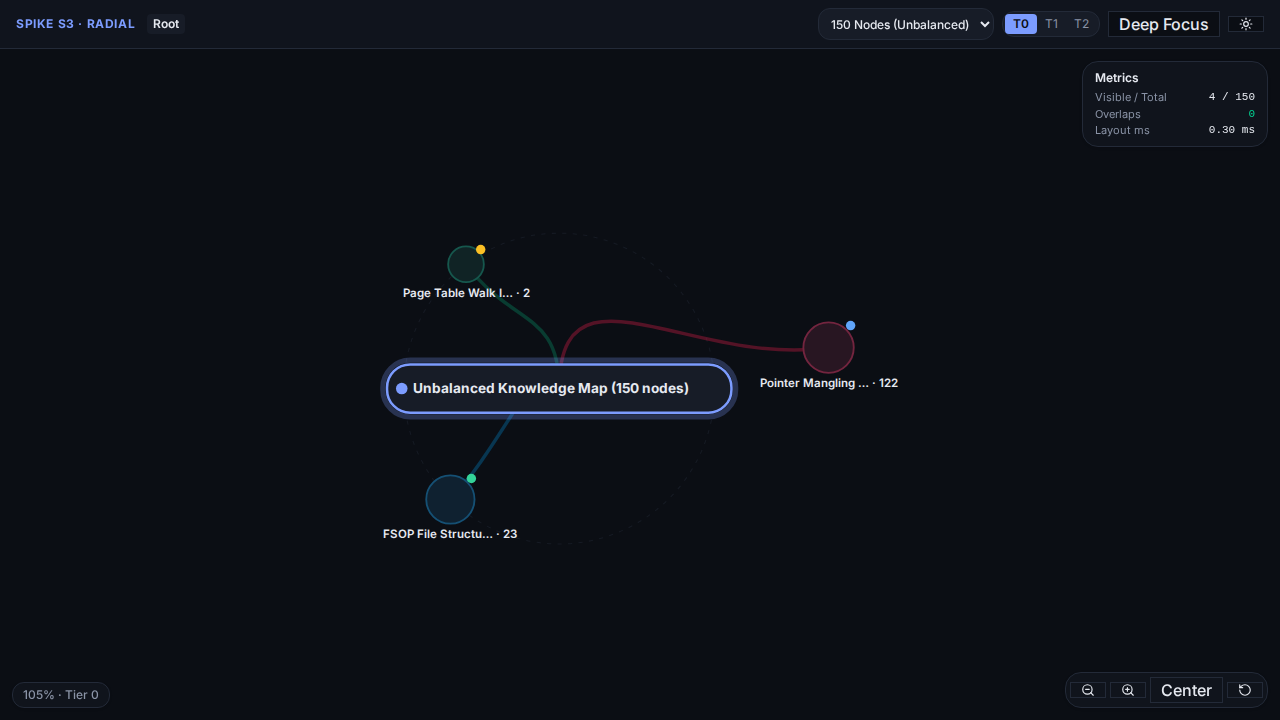 SPIKE S3 · RADIAL Root 150 Nodes (Unbalanced) T0 T1 T2 Deep Focus
Metrics
Visible / Total 4 / 150
Overlaps 0
Layout ms 0.30 ms
Page Table Walk I... · 2
Pointer Mangling ... · 122
Unbalanced Knowledge Map (150 nodes)
FSOP File Structu... · 23
105% · Tier 0
Center